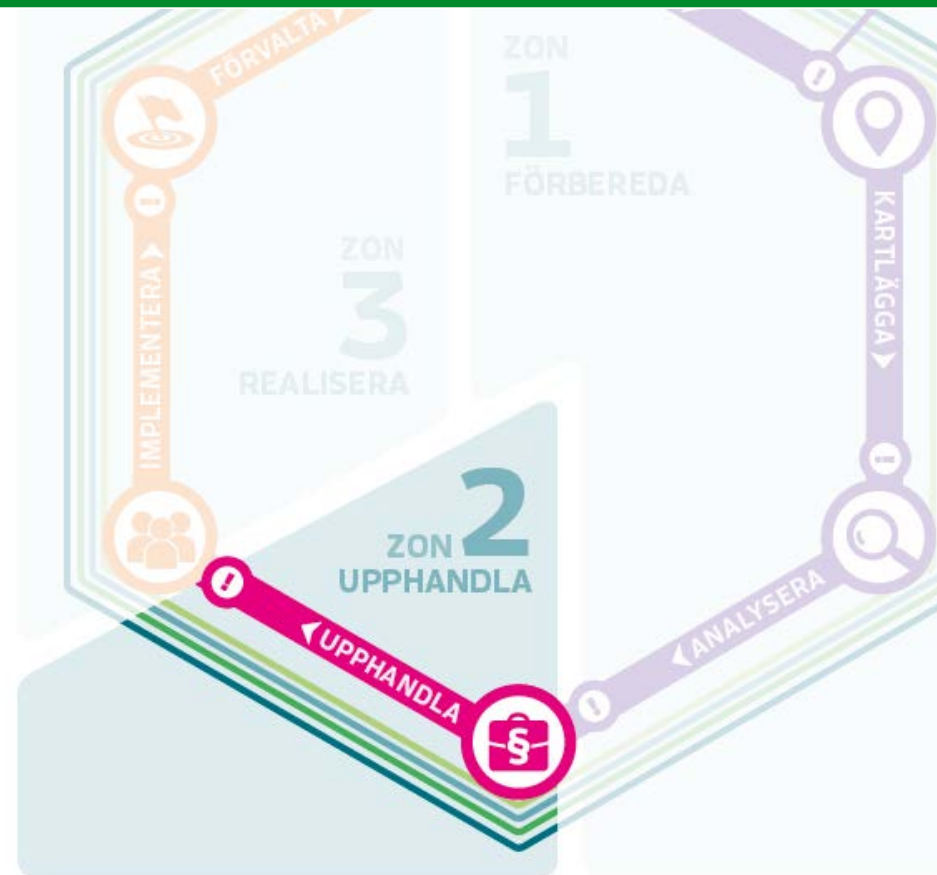 FÖRVALTA
ZON
1
FÖRBEREDA
KARTLÄGGA
ZON
3
REALISERA
IMPLEMENTERA
ZON 2
UPPHANDLA
UPPHANDLA
ANALYSERA
§